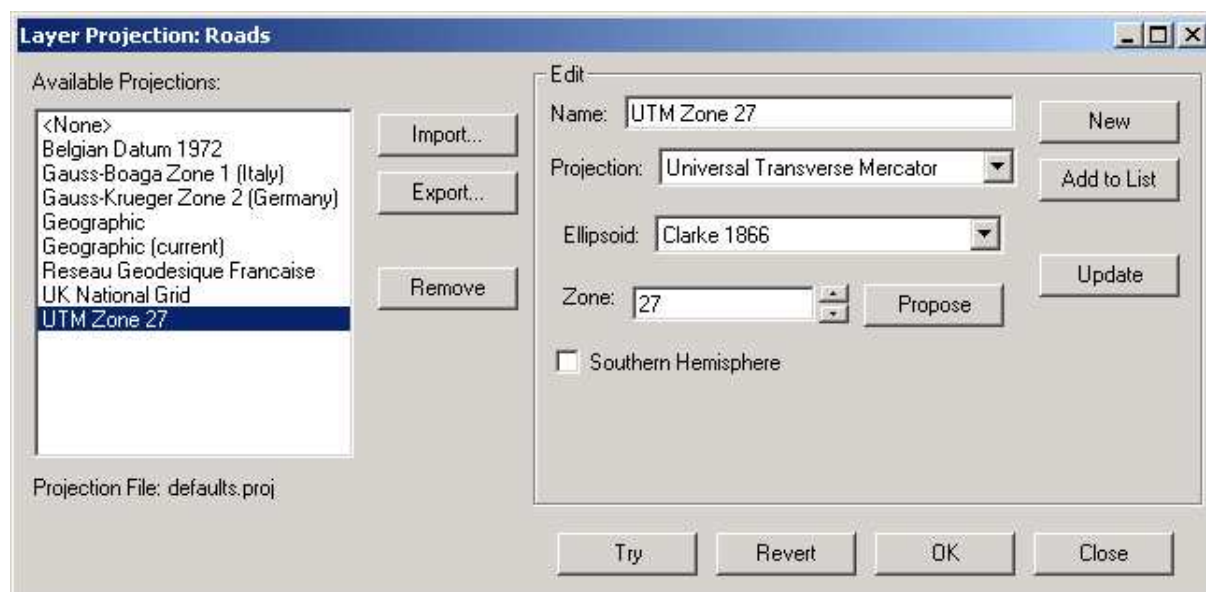 Layer Projection: Roads
Available Projections:
<None>
Belgian Datum 1972
Gauss-Boaga Zone 1 (Italy)
Gauss-Krueger Zone 2 (Germany)
Geographic
Geographic (current)
Reseau Geodesique Francaise
UK National Grid
UTM Zone 27
Projection File: defaults.proj
Import...
Export...
Remove
Edit
Name: UTM Zone 27
Projection: Universal Transverse Mercator
Ellipsoid: Clarke 1866
Zone: 27
Propose
Southern Hemisphere
New
Add to List
Update
Try
Revert
OK
Close